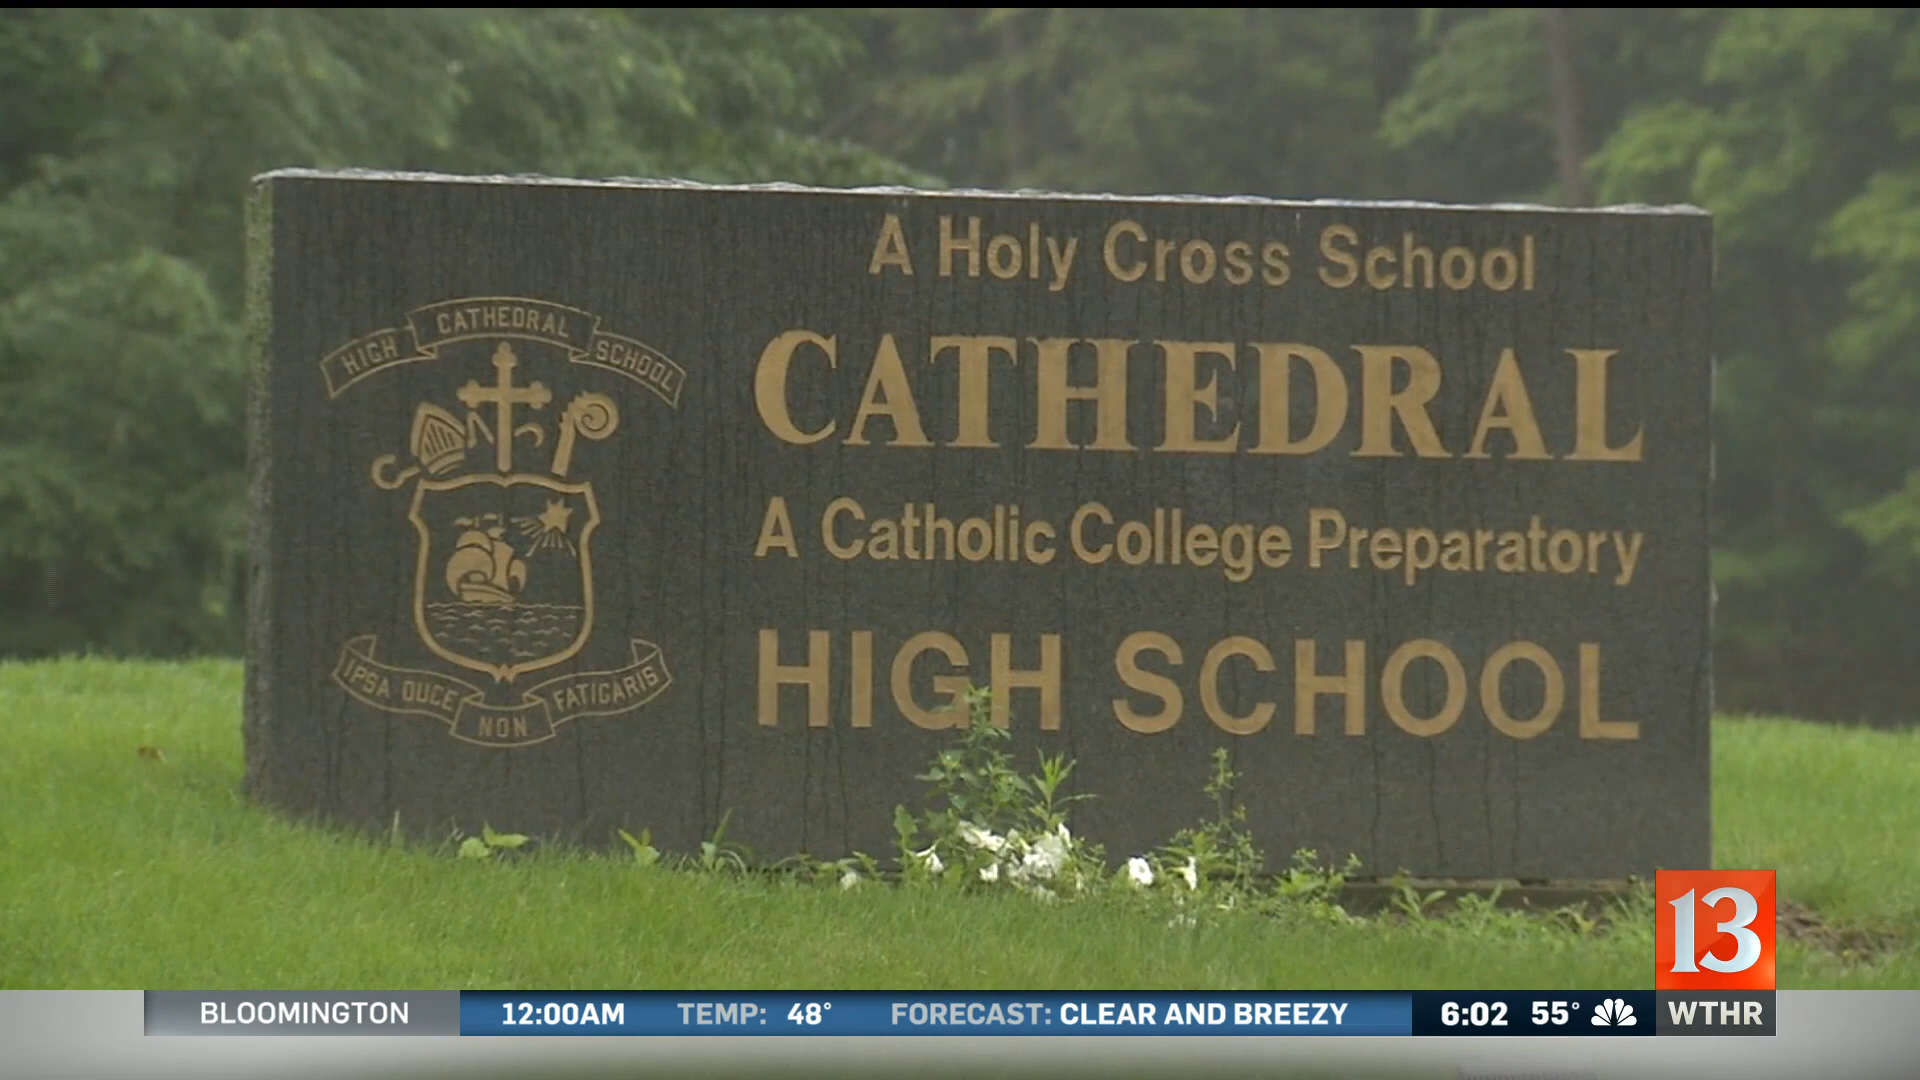 A Holy Cross School
CATHEDRAL
A Catholic College Preparatory
HIGH SCHOOL
HIGH CATHEDRAL SCHOOL
IPSA DUCE NON FATIGARIS
13
WTHR
BLOOMINGTON 12:00AM TEMP: 48° FORECAST: CLEAR AND BREEZY 6:02 55°